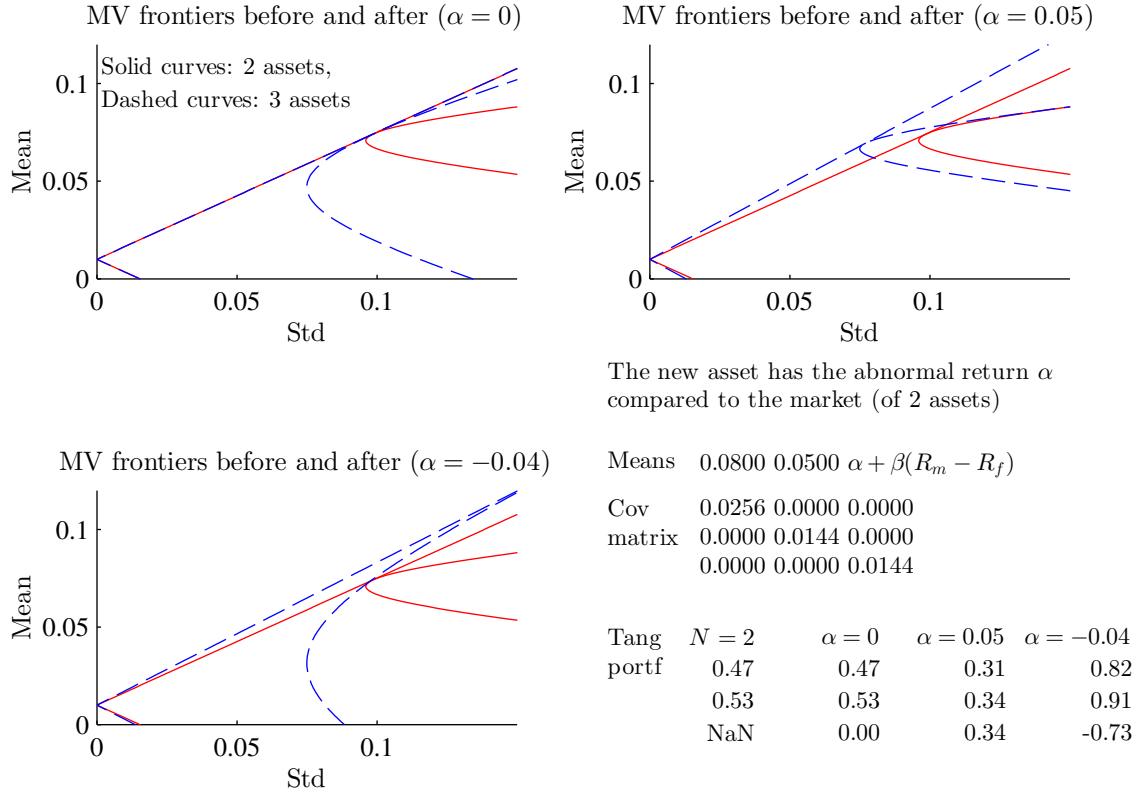 MV frontiers before and after (α = 0)
Solid curves: 2 assets,
Dashed curves: 3 assets
0.1
0.05
0
Mean
0 0.05 0.1
Std
MV frontiers before and after (α = 0.05)
0.1
0.05
0
Mean
0 0.05 0.1
Std
MV frontiers before and after (α = −0.04)
0.1
0.05
0
Mean
0 0.05 0.1
Std
The new asset has the abnormal return α
compared to the market (of 2 assets)
Means 0.0800 0.0500 α + β(Rₘ − R_f)
Cov 0.0256 0.0000 0.0000
matrix 0.0000 0.0144 0.0000
0.0000 0.0000 0.0144
Tang N = 2 α = 0 α = 0.05 α = −0.04
portf 0.47 0.47 0.31 0.82
0.53 0.53 0.34 0.91
NaN 0.00 0.34 -0.73